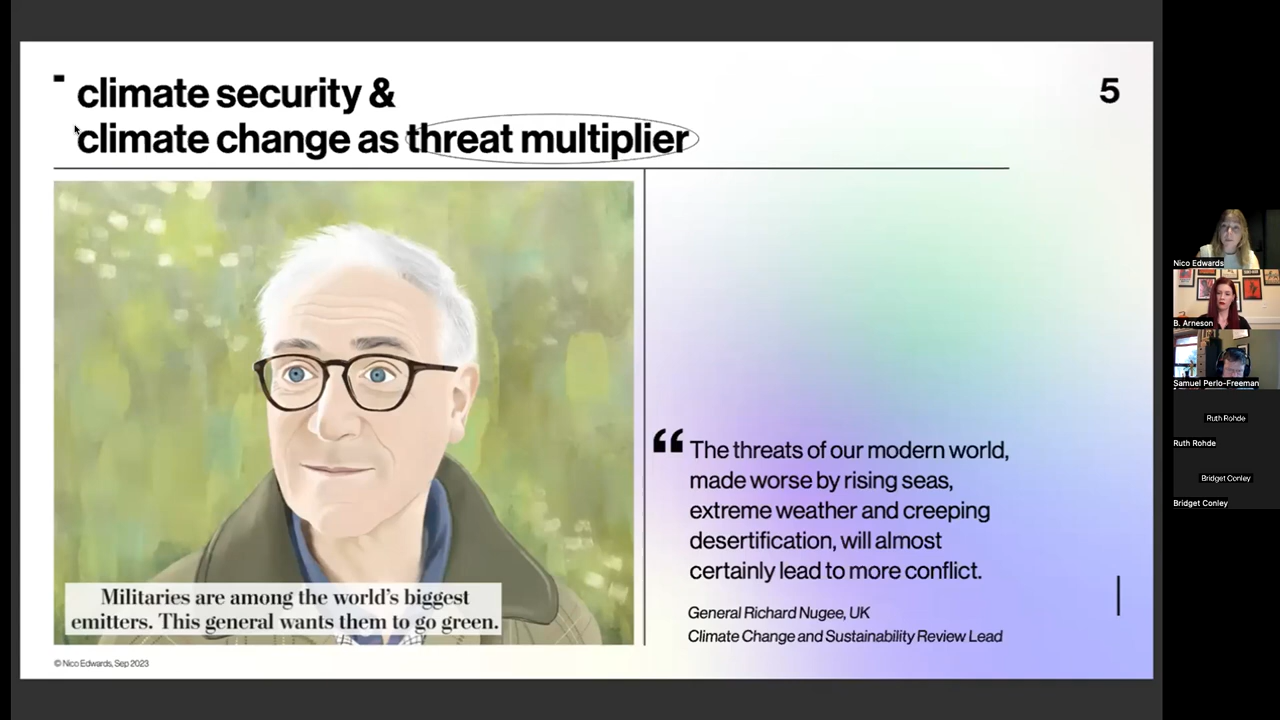 climate security &
climate change as threat multiplier
5
Militaries are among the world's biggest
emitters. This general wants them to go green.
“ The threats of our modern world,
made worse by rising seas,
extreme weather and creeping
desertification, will almost
certainly lead to more conflict.
General Richard Nugee, UK
Climate Change and Sustainability Review Lead
© Nico Edwards, Sep 2023
Nico Edwards
B. Arneson
Samuel Perlo-Freeman
Ruth Rohde
Ruth Rohde
Bridget Conley
Bridget Conley